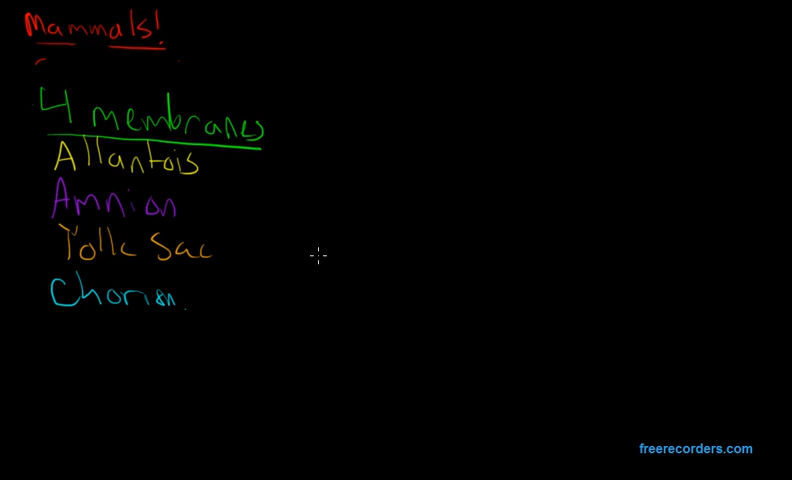 Mammals!
4 membranes
Allantois
Amnion
Yolk Sac
Chorion
freerecorders.com